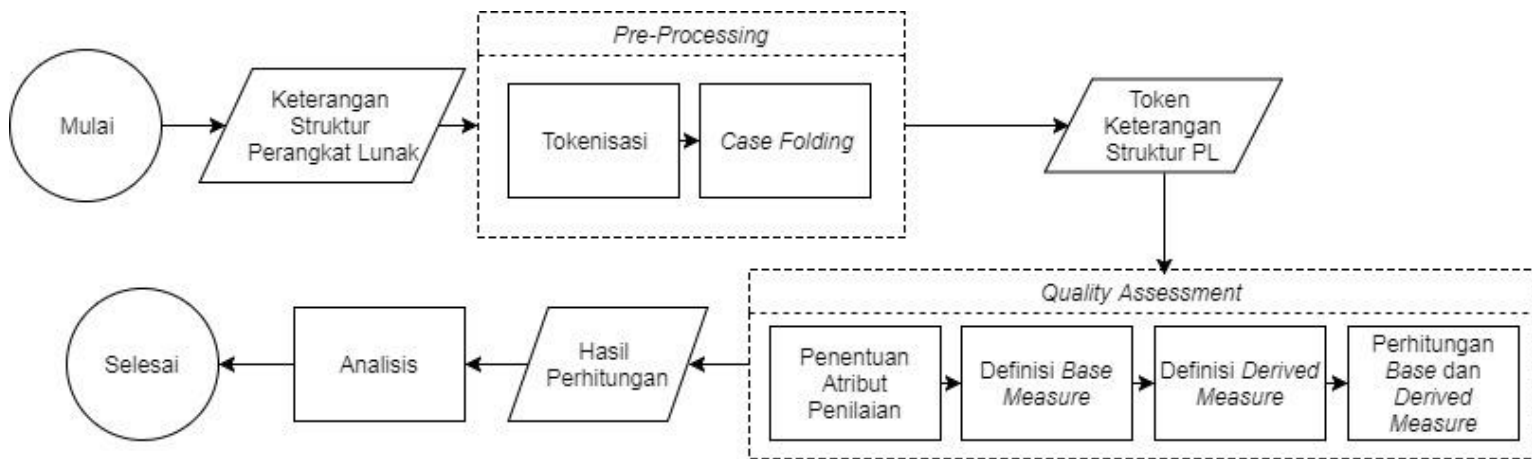 Mulai
Keterangan
Struktur
Perangkat Lunak
Pre-Processing
Tokenisasi
Case Folding
Token
Keterangan
Struktur PL
Quality Assessment
Penentuan
Atribut
Penilaian
Definisi Base
Measure
Definisi Derived
Measure
Perhitungan
Base dan
Derived
Measure
Hasil
Perhitungan
Analisis
Selesai